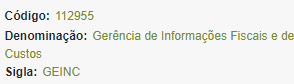 Código: 112955
Denominação: Gerência de Informações Fiscais e de
Custos
Sigla: GEINC